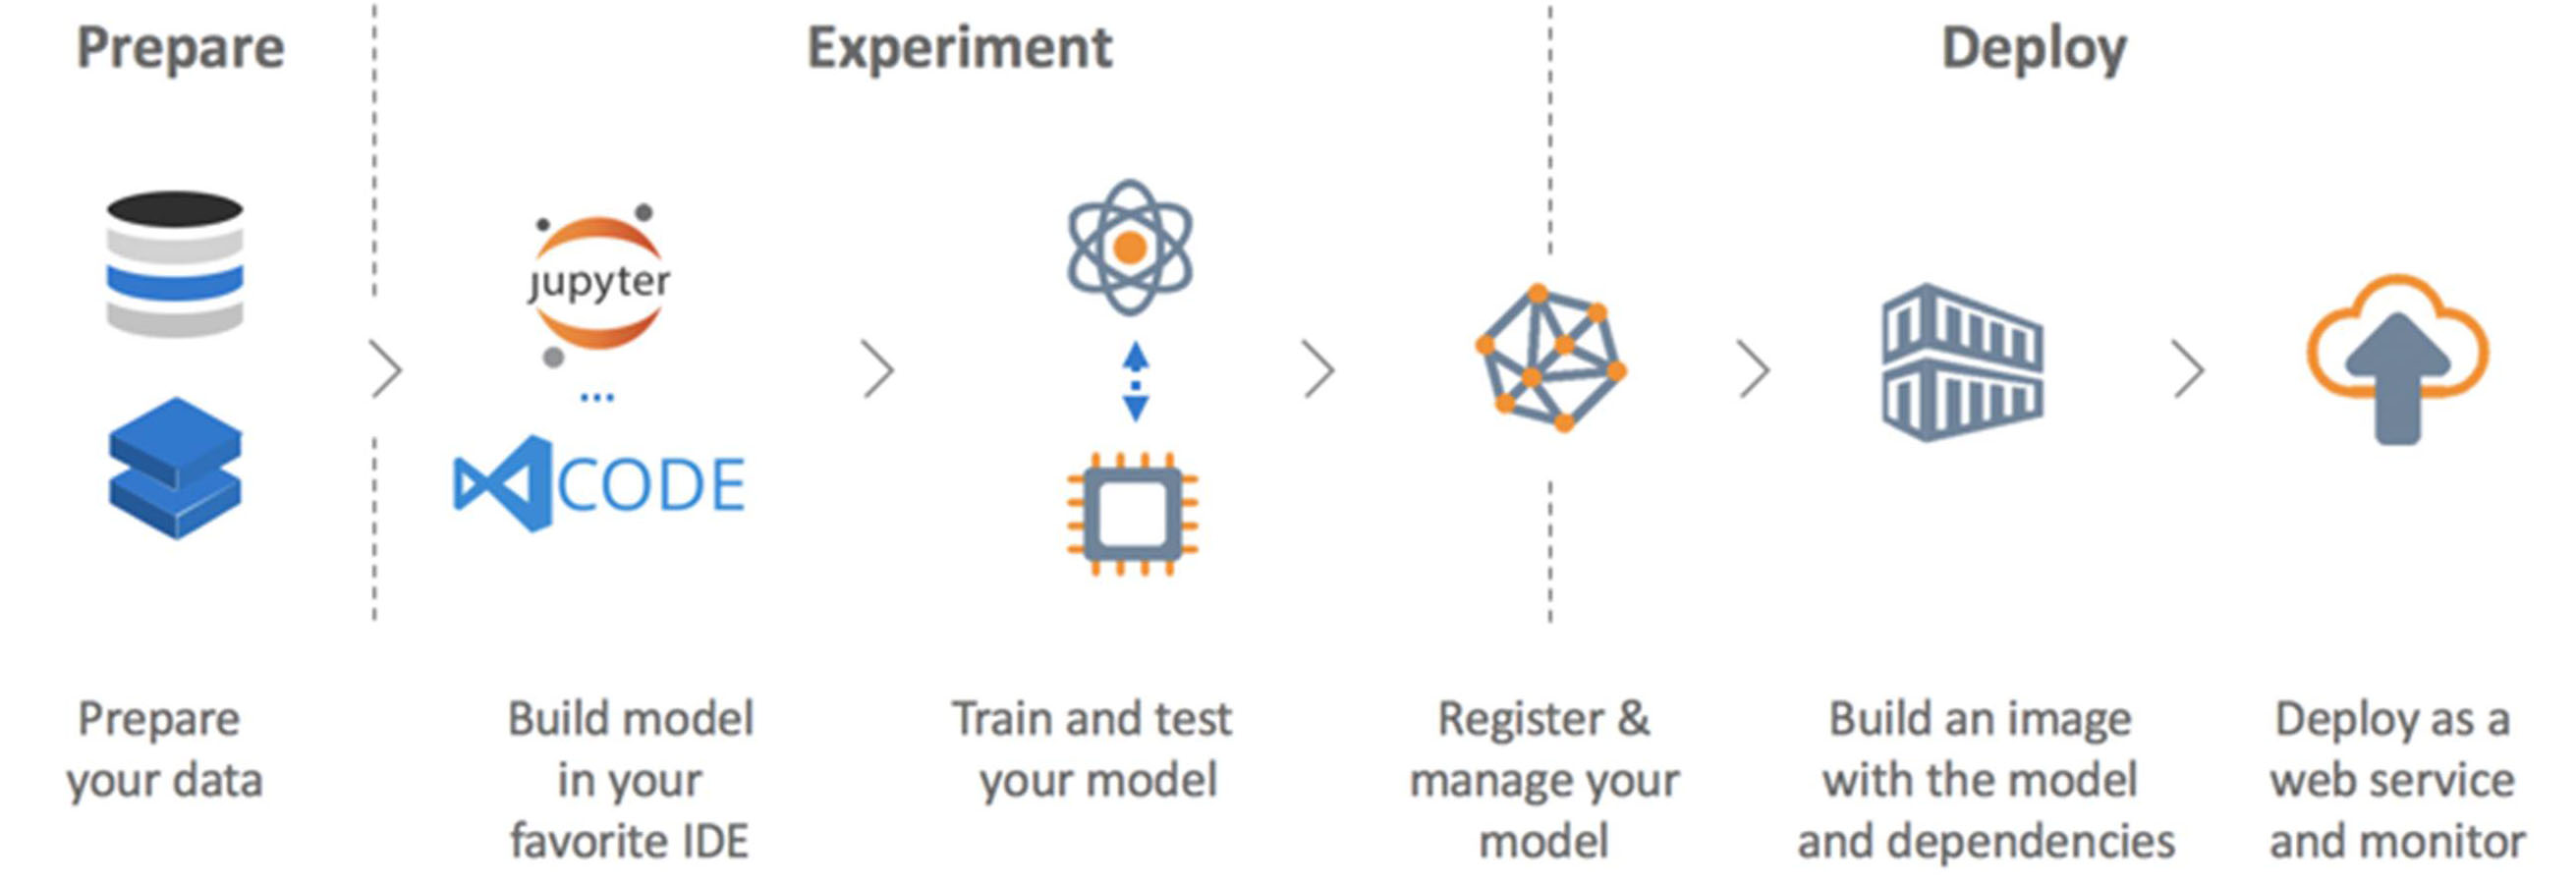 Prepare
Experiment
Deploy
jupyter
CODE
Prepare
your data
Build model
in your
favorite IDE
Train and test
your model
Register &
manage your
model
Build an image
with the model
and dependencies
Deploy as a
web service
and monitor